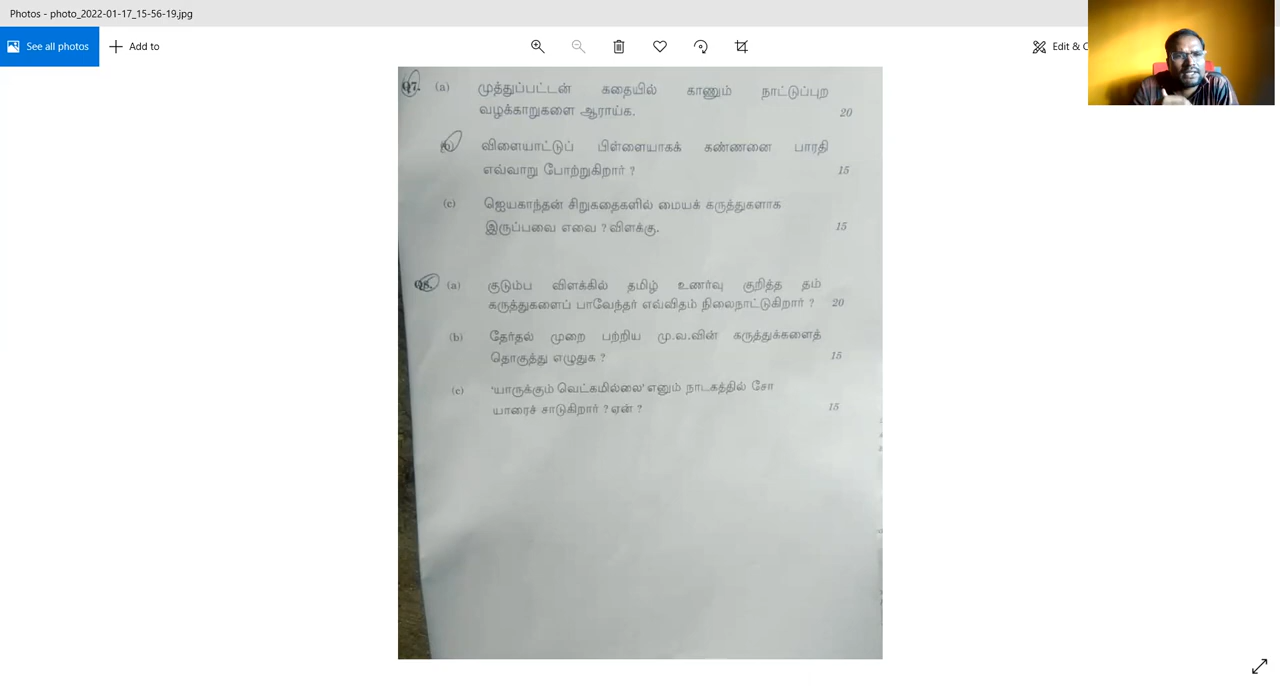 Photos - photo_2022-01-17_15-56-19.jpg
See all photos
Add to
Edit & C
Q7. (a) முத்துப்பட்டன் கதையில் காணும் நாட்டுப்புற
வழக்காறுகளை ஆராய்க. 20
(b) விளையாட்டுப் பிள்ளையாகக் கண்ணனை பாரதி
எவ்வாறு போற்றுகிறார் ? 15
(c) ஜெயகாந்தன் சிறுகதைகளில் மையக் கருத்துகளாக
இருப்பவை எவை ? விளக்கு. 15
Q8. (a) குடும்ப விளக்கில் தமிழ் உணர்வு குறித்த தம்
கருத்துகளைப் பாவேந்தர் எவ்விதம் நிலைநாட்டுகிறார் ? 20
(b) தேர்தல் முறை பற்றிய மு.வ.வின் கருத்துக்களைத்
தொகுத்து எழுதுக ? 15
(c) 'யாருக்கும் வெட்கமில்லை' எனும் நாடகத்தில் சோ
யாரைச் சாடுகிறார் ? ஏன் ? 15